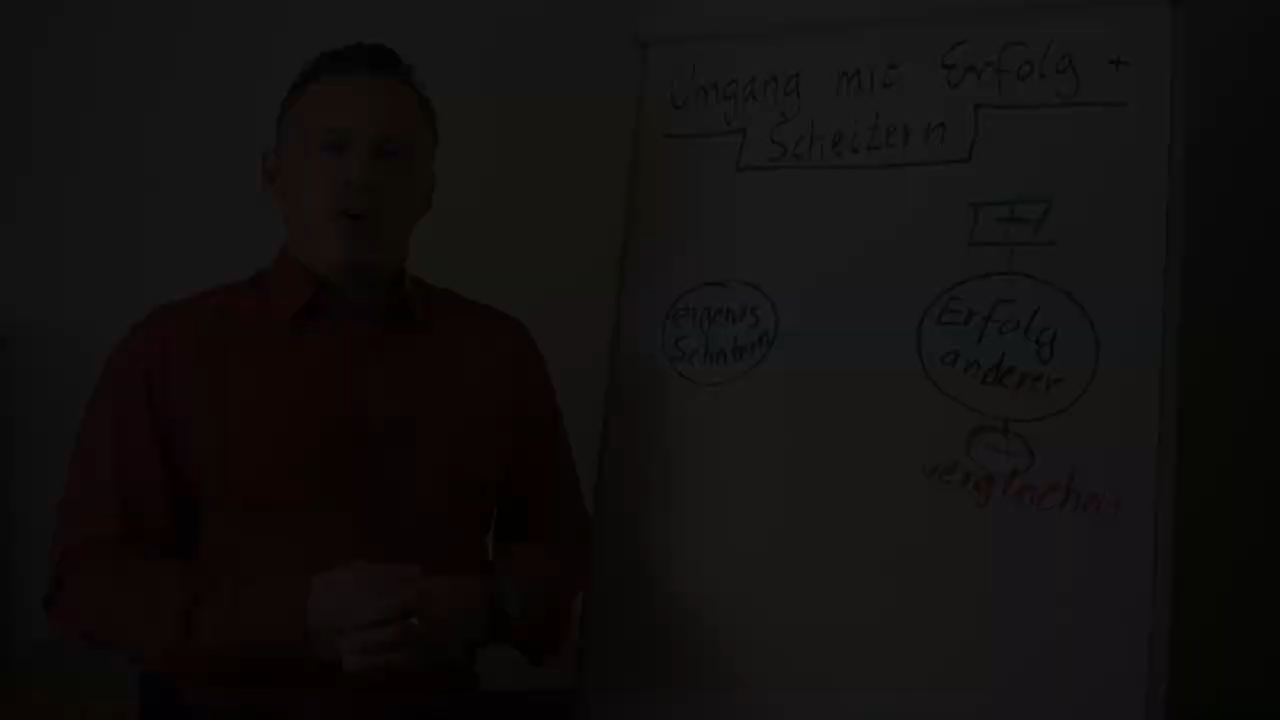 Umgang mit Erfolg +
Scheitern
+
eigenes
Scheitern
Erfolg
anderer
-
vergleichen